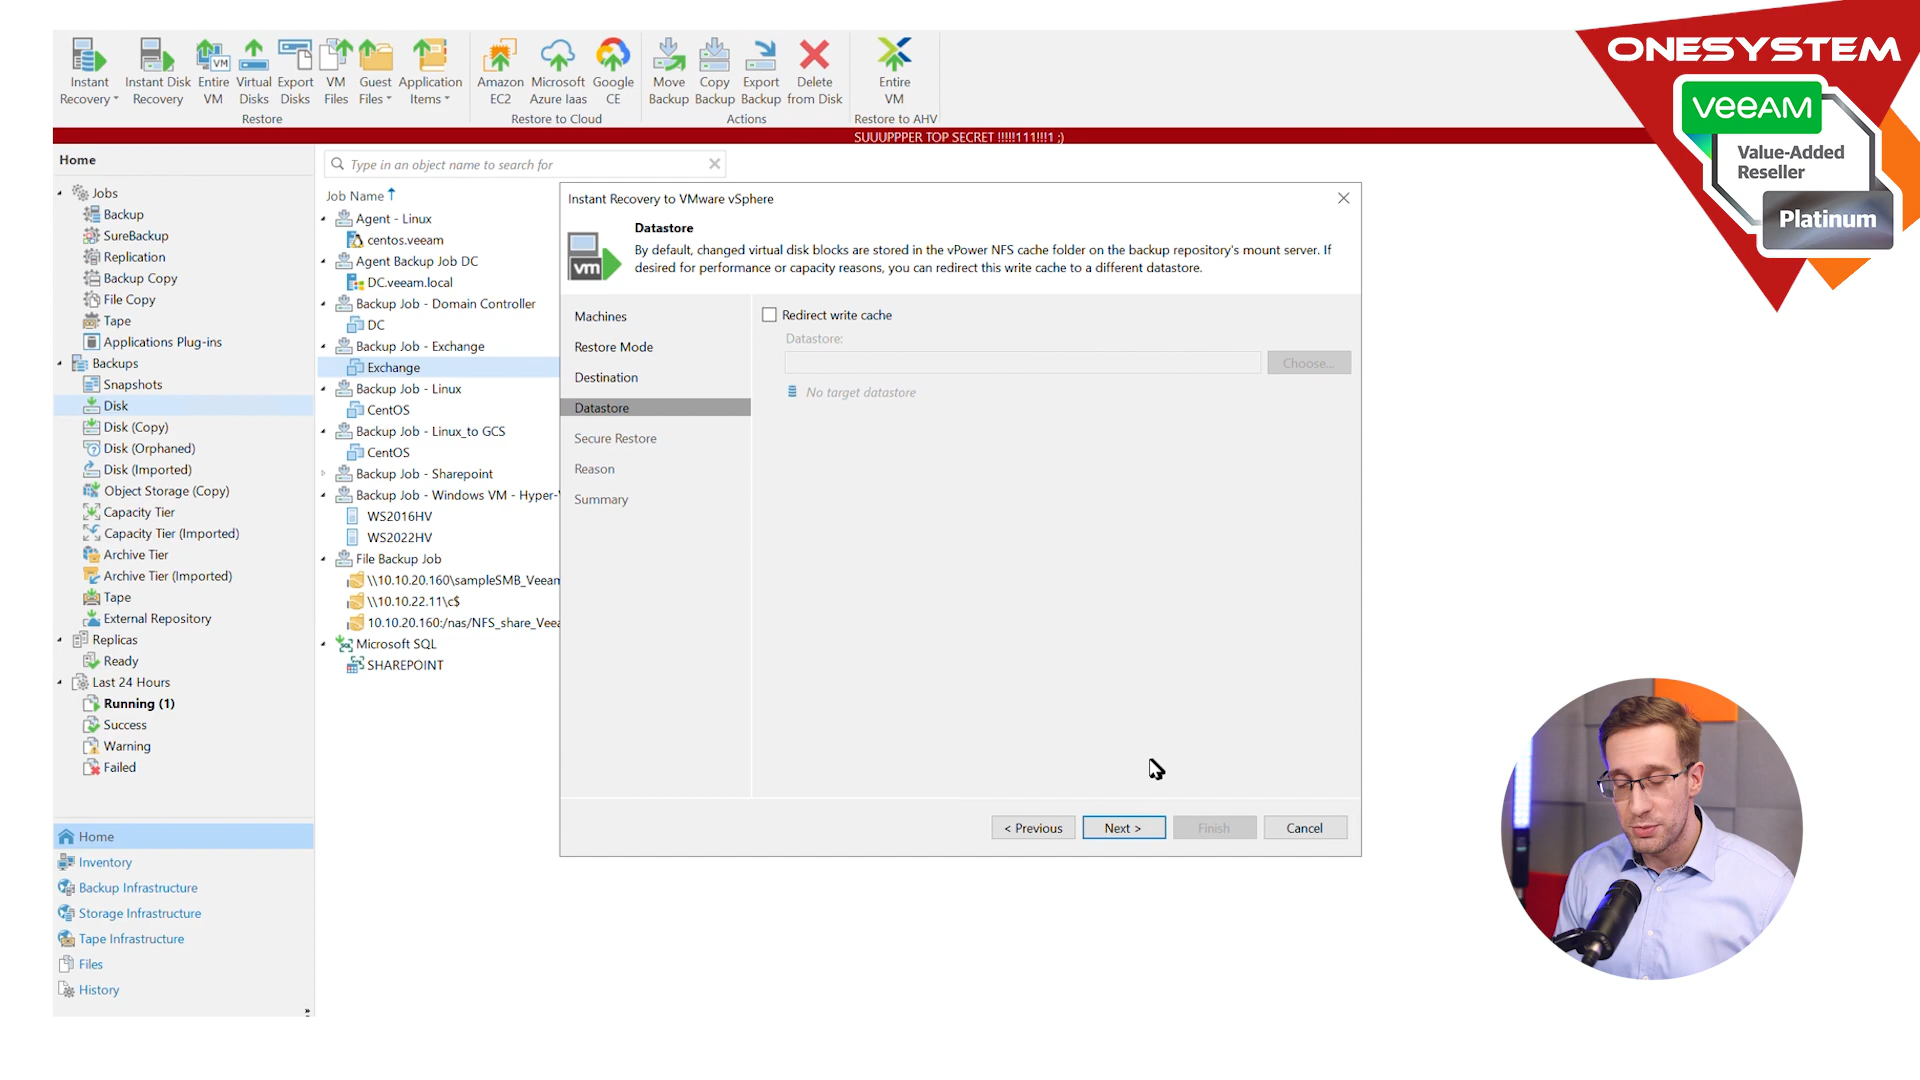 Instant Recovery
Instant Disk Recovery
Entire VM
Virtual Disks
Export Disks
VM Files
Guest Files
Application Items
Restore
Amazon EC2
Microsoft Azure Iaas
Google CE
Restore to Cloud
Move Backup
Copy Backup
Export Backup
Delete from Disk
Actions
Entire VM
Restore to AHV
ONESYSTEM
veeAM
Value-Added
Reseller
Platinum
SUUUPPPER TOP SECRET !!!!!111!!!1 ;)
Home
Jobs
Backup
SureBackup
Replication
Backup Copy
File Copy
Tape
Applications Plug-ins
Backups
Snapshots
Disk
Disk (Copy)
Disk (Orphaned)
Disk (Imported)
Object Storage (Copy)
Capacity Tier
Capacity Tier (Imported)
Archive Tier
Archive Tier (Imported)
Tape
External Repository
Replicas
Ready
Last 24 Hours
Running (1)
Success
Warning
Failed
Home
Inventory
Backup Infrastructure
Storage Infrastructure
Tape Infrastructure
Files
History
Type in an object name to search for
Job Name
Agent - Linux
centos.veeam
Agent Backup Job DC
DC.veeam.local
Backup Job - Domain Controller
DC
Backup Job - Exchange
Exchange
Backup Job - Linux
CentOS
Backup Job - Linux_to GCS
CentOS
Backup Job - Sharepoint
Backup Job - Windows VM - Hyper-
WS2016HV
WS2022HV
File Backup Job
\\10.10.20.160\sampleSMB_Veeam
\\10.10.22.11\c$
10.10.20.160:/nas/NFS_share_Veea
Microsoft SQL
SHAREPOINT
Instant Recovery to VMware vSphere
vm
Datastore
By default, changed virtual disk blocks are stored in the vPower NFS cache folder on the backup repository's mount server. If
desired for performance or capacity reasons, you can redirect this write cache to a different datastore.
Machines
Restore Mode
Destination
Datastore
Secure Restore
Reason
Summary
Redirect write cache
Datastore:
Choose...
No target datastore
< Previous
Next >
Finish
Cancel